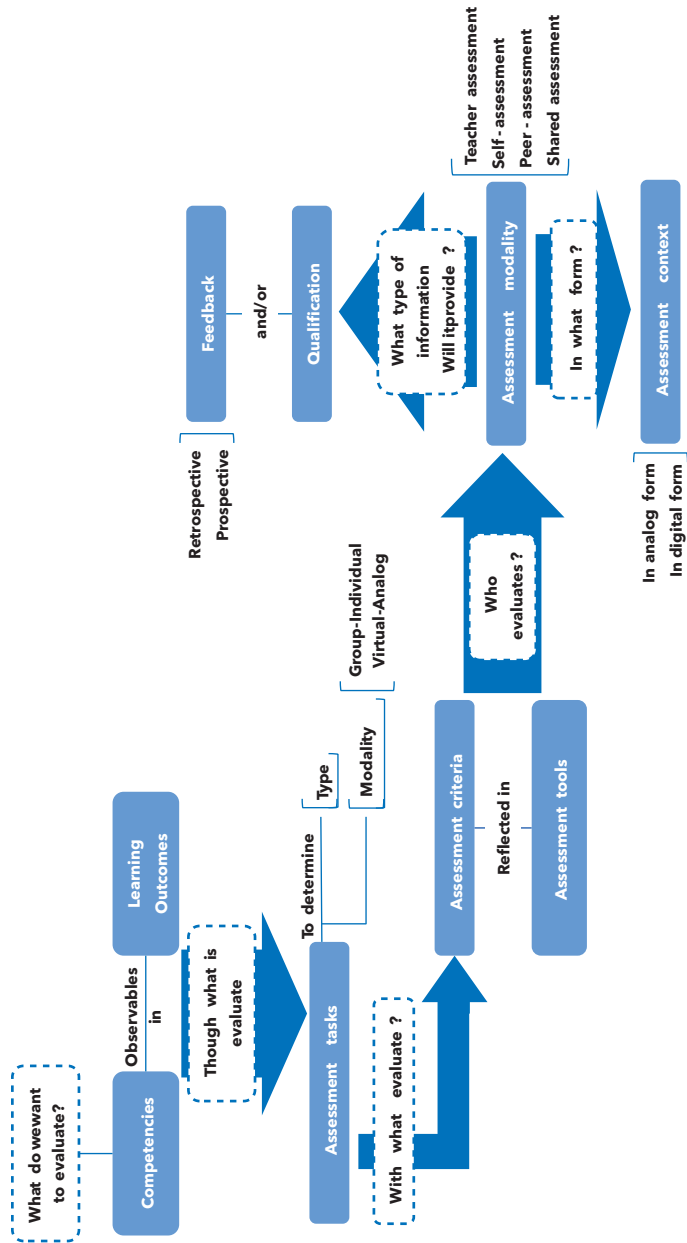 What do wewant
to evaluate?
Competencies
Observables
in
Learning
Outcomes
Though what is
evaluate
Assessment tasks
To determine
Type
Modality
Group-Individual
Virtual-Analog
With what evaluate ?
Assessment criteria
Reflected in
Assessment tools
Who
evaluates ?
Assessment modality
Teacher assessment
Self - assessment
Peer - assessment
Shared assessment
What type of
information
Will itprovide ?
Qualification
and/or
Feedback
Retrospective
Prospective
In what form ?
Assessment context
In analog form
In digital form